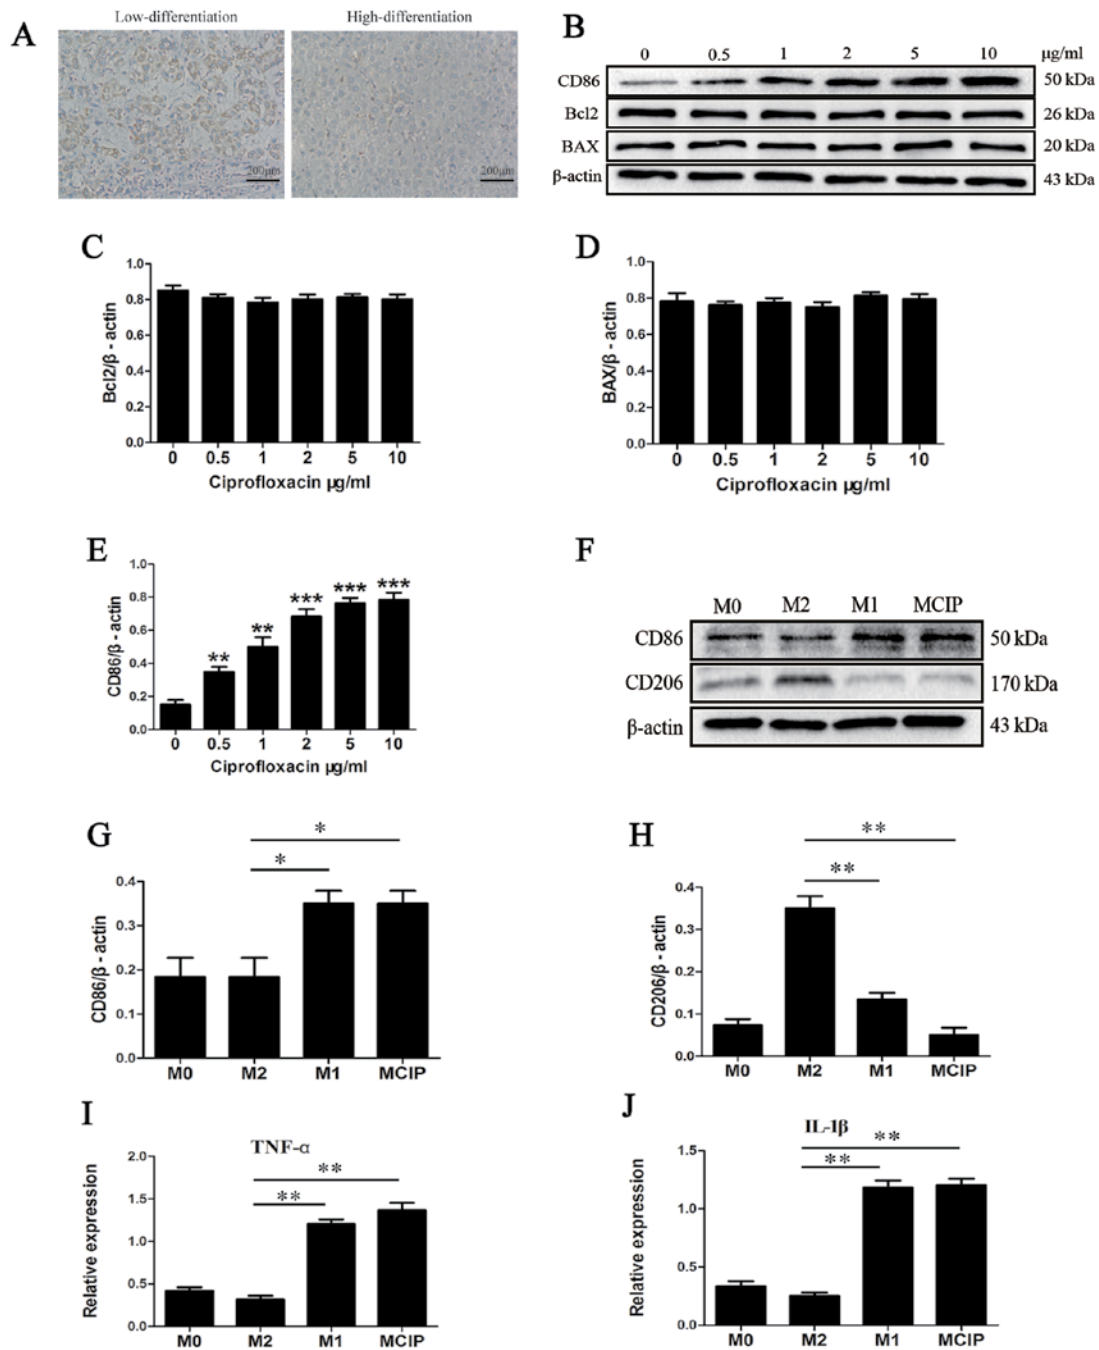 A
Low-differentiation
High-differentiation
200μm
200μm
B
0 0.5 1 2 5 10 μg/ml
CD86 50 kDa
Bcl2 26 kDa
BAX 20 kDa
β-actin 43 kDa
C
Bcl2/β - actin
1.0
0.8
0.6
0.4
0.2
0.0
0 0.5 1 2 5 10
Ciprofloxacin μg/ml
D
BAX/β - actin
1.0
0.8
0.6
0.4
0.2
0.0
0 0.5 1 2 5 10
Ciprofloxacin μg/ml
E
CD86/β - actin
1.0
0.8
0.6
0.4
0.2
0.0
** ** *** *** ***
0 0.5 1 2 5 10
Ciprofloxacin μg/ml
F
M0 M2 M1 MCIP
CD86 50 kDa
CD206 170 kDa
β-actin 43 kDa
G
CD86/β - actin
0.4
0.3
0.2
0.1
0.0
*
*
M0 M2 M1 MCIP
H
CD206/β - actin
0.4
0.3
0.2
0.1
0.0
**
**
M0 M2 M1 MCIP
I
TNF-α
Relative expression
2.0
1.5
1.0
0.5
0.0
**
**
M0 M2 M1 MCIP
J
IL-1β
Relative expression
1.5
1.0
0.5
0.0
**
**
M0 M2 M1 MCIP